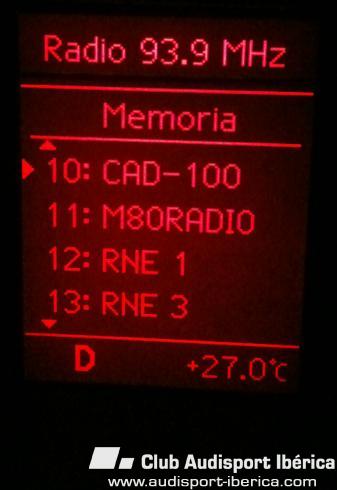 Radio 93.9 MHz
Memoria
10: CAD-100
11: M80RADIO
12: RNE 1
13: RNE 3
D +27.0°C
Club Audisport Ibérica
www.audisport-iberica.com